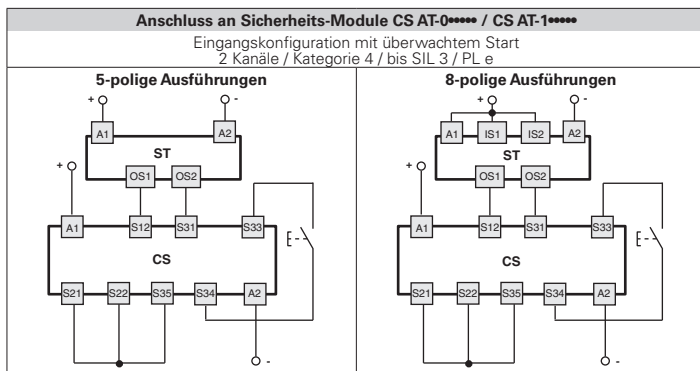 Anschluss an Sicherheits-Module CS AT-0••••• / CS AT-1•••••
Eingangskonfiguration mit überwachtem Start
2 Kanäle / Kategorie 4 / bis SIL 3 / PL e
5-polige Ausführungen
+ -
A1 A2
ST
OS1 OS2
+
A1 S12 S31 S33
CS
S21 S22 S35 S34 A2
-
8-polige Ausführungen
+ -
A1 IS1 IS2 A2
ST
OS1 OS2
+
A1 S12 S31 S33
CS
S21 S22 S35 S34 A2
-